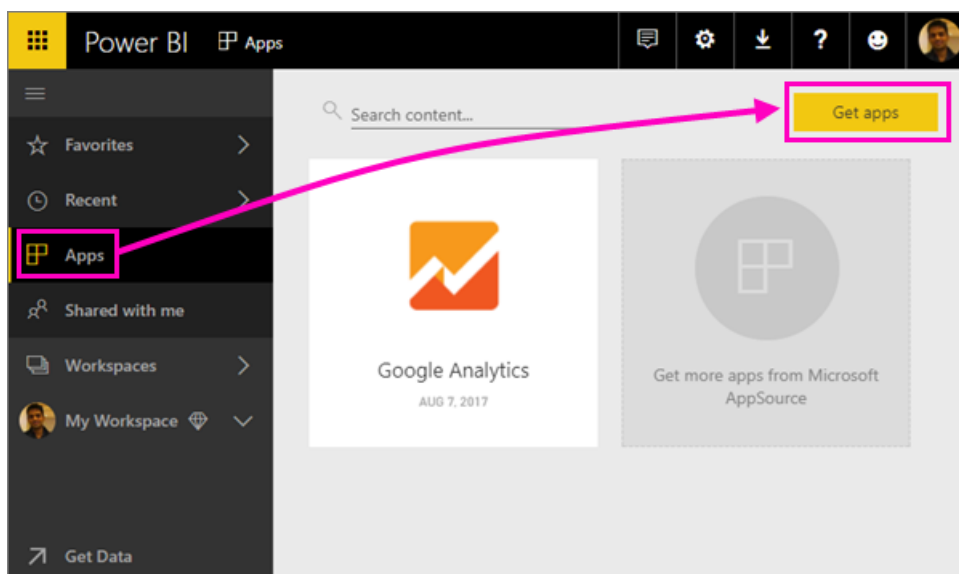 Power BI Apps ?
Search content...
Get apps
Favorites
Recent
Apps
Shared with me
Workspaces
My Workspace
Get Data
Google Analytics
AUG 7, 2017
Get more apps from Microsoft
AppSource